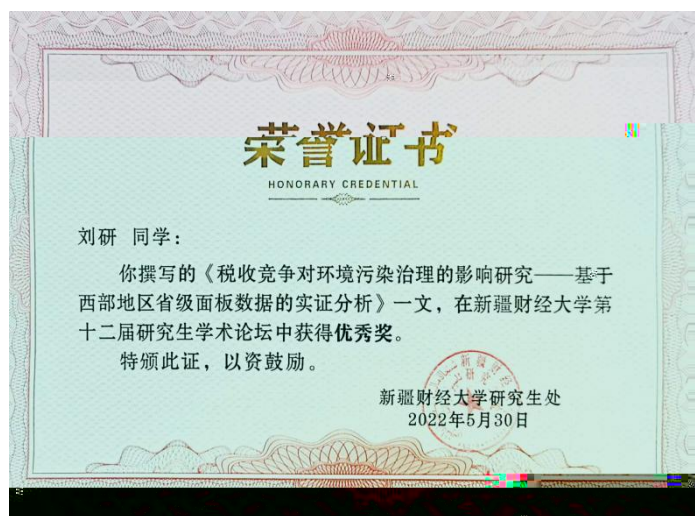 荣誉证书
HONORARY CREDENTIAL
刘研 同学：
你撰写的《税收竞争对环境污染治理的影响研究——基于
西部地区省级面板数据的实证分析》一文，在新疆财经大学第
十二届研究生学术论坛中获得优秀奖。
特颁此证，以资鼓励。
新疆财经大学研究生处
2022年5月30日